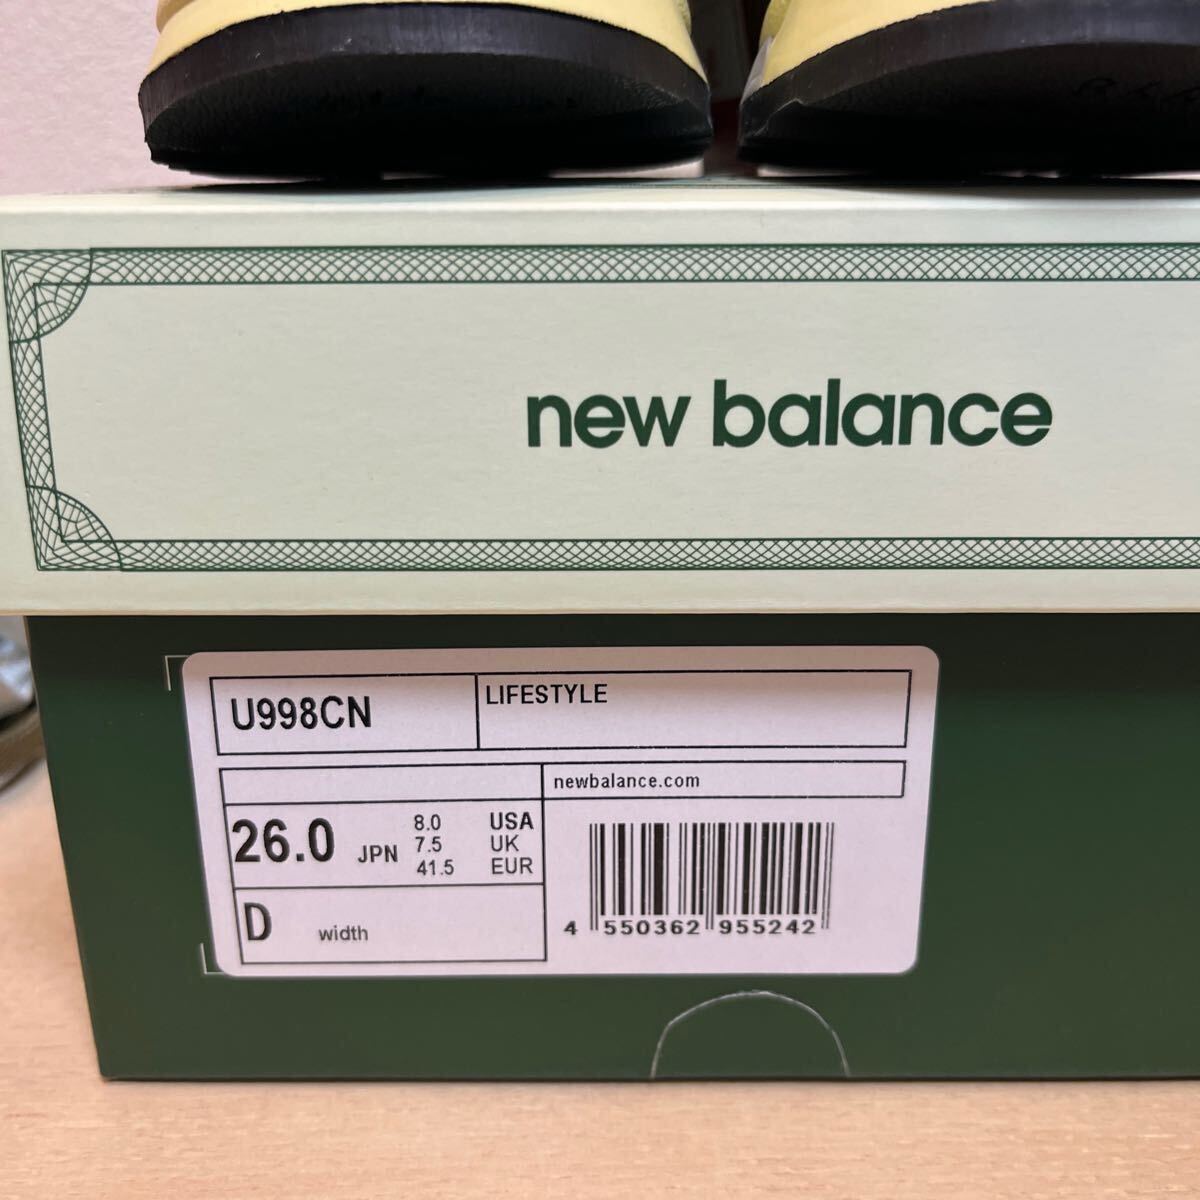 new balance
U998CN
LIFESTYLE
newbalance.com
26.0 JPN
8.0 USA
7.5 UK
41.5 EUR
D width
4 550362 955242